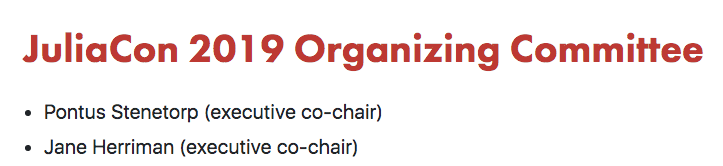 JuliaCon 2019 Organizing Committee
• Pontus Stenetorp (executive co-chair)
• Jane Herriman (executive co-chair)